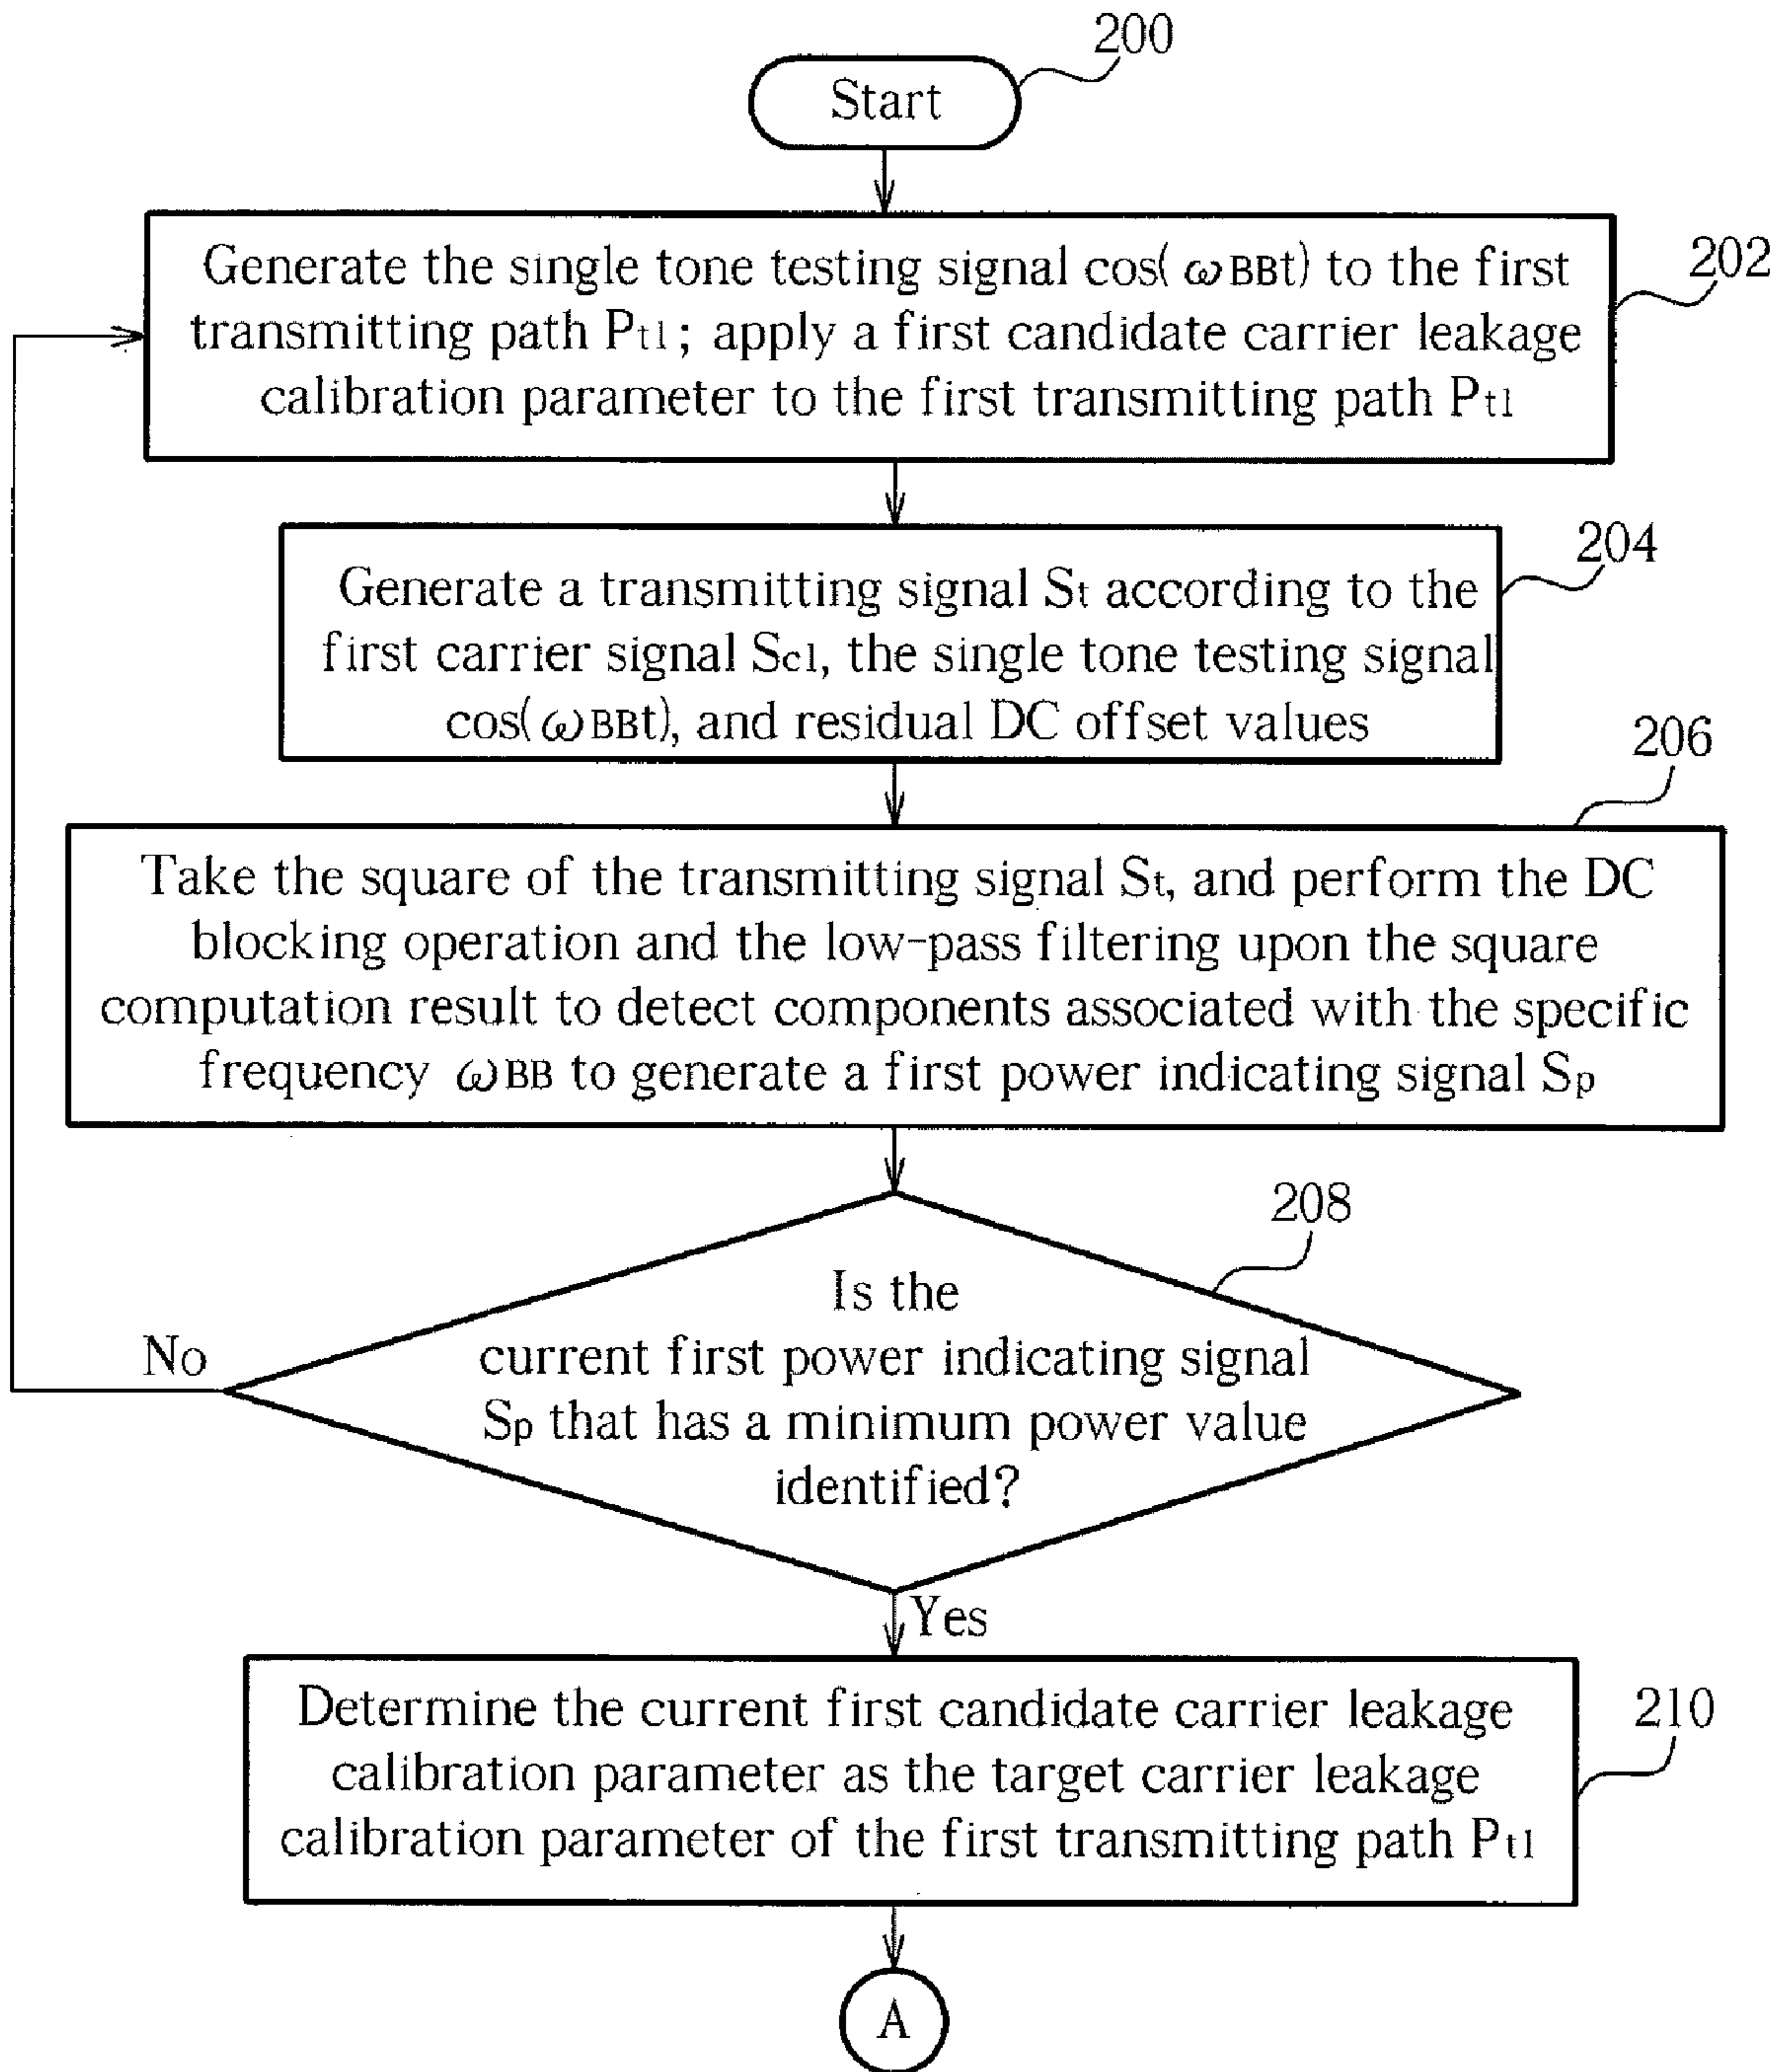 200
Start
202
Generate the single tone testing signal cos( ωBBt) to the first
transmitting path Pt1; apply a first candidate carrier leakage
calibration parameter to the first transmitting path Pt1
204
Generate a transmitting signal St according to the
first carrier signal Sc1, the single tone testing signal
cos(ωBBt), and residual DC offset values
206
Take the square of the transmitting signal St, and perform the DC
blocking operation and the low-pass filtering upon the square
computation result to detect components associated with the specific
frequency ωBB to generate a first power indicating signal Sp
208
Is the
current first power indicating signal
Sp that has a minimum power value
identified?
No
Yes
210
Determine the current first candidate carrier leakage
calibration parameter as the target carrier leakage
calibration parameter of the first transmitting path Pt1
A